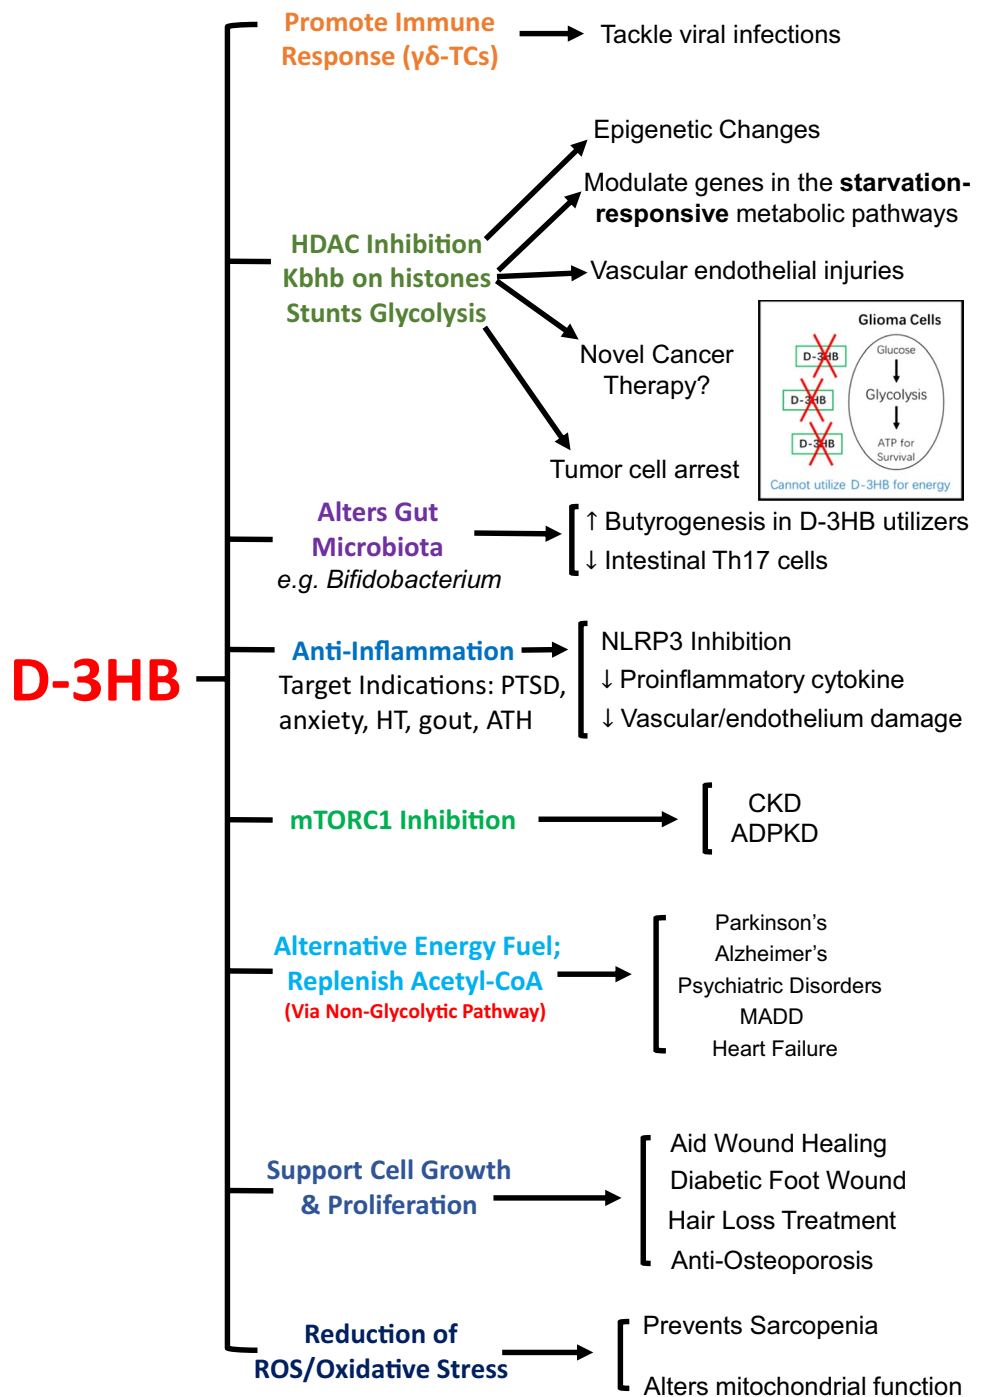 Promote Immune
Response (γδ-TCs)
Tackle viral infections
HDAC Inhibition
Kbhb on histones
Stunts Glycolysis
Epigenetic Changes
Modulate genes in the starvation-
responsive metabolic pathways
Vascular endothelial injuries
Novel Cancer
Therapy?
Tumor cell arrest
Glioma Cells
D-3HB
D-3HB
D-3HB
Glucose
Glycolysis
ATP for
Survival
Cannot utilize D-3HB for energy
Alters Gut
Microbiota
e.g. Bifidobacterium
↑ Butyrogenesis in D-3HB utilizers
↓ Intestinal Th17 cells
D-3HB
Anti-Inflammation
Target Indications: PTSD,
anxiety, HT, gout, ATH
NLRP3 Inhibition
↓ Proinflammatory cytokine
↓ Vascular/endothelium damage
mTORC1 Inhibition
CKD
ADPKD
Alternative Energy Fuel;
Replenish Acetyl-CoA
(Via Non-Glycolytic Pathway)
Parkinson’s
Alzheimer’s
Psychiatric Disorders
MADD
Heart Failure
Support Cell Growth
& Proliferation
Aid Wound Healing
Diabetic Foot Wound
Hair Loss Treatment
Anti-Osteoporosis
Reduction of
ROS/Oxidative Stress
Prevents Sarcopenia
Alters mitochondrial function